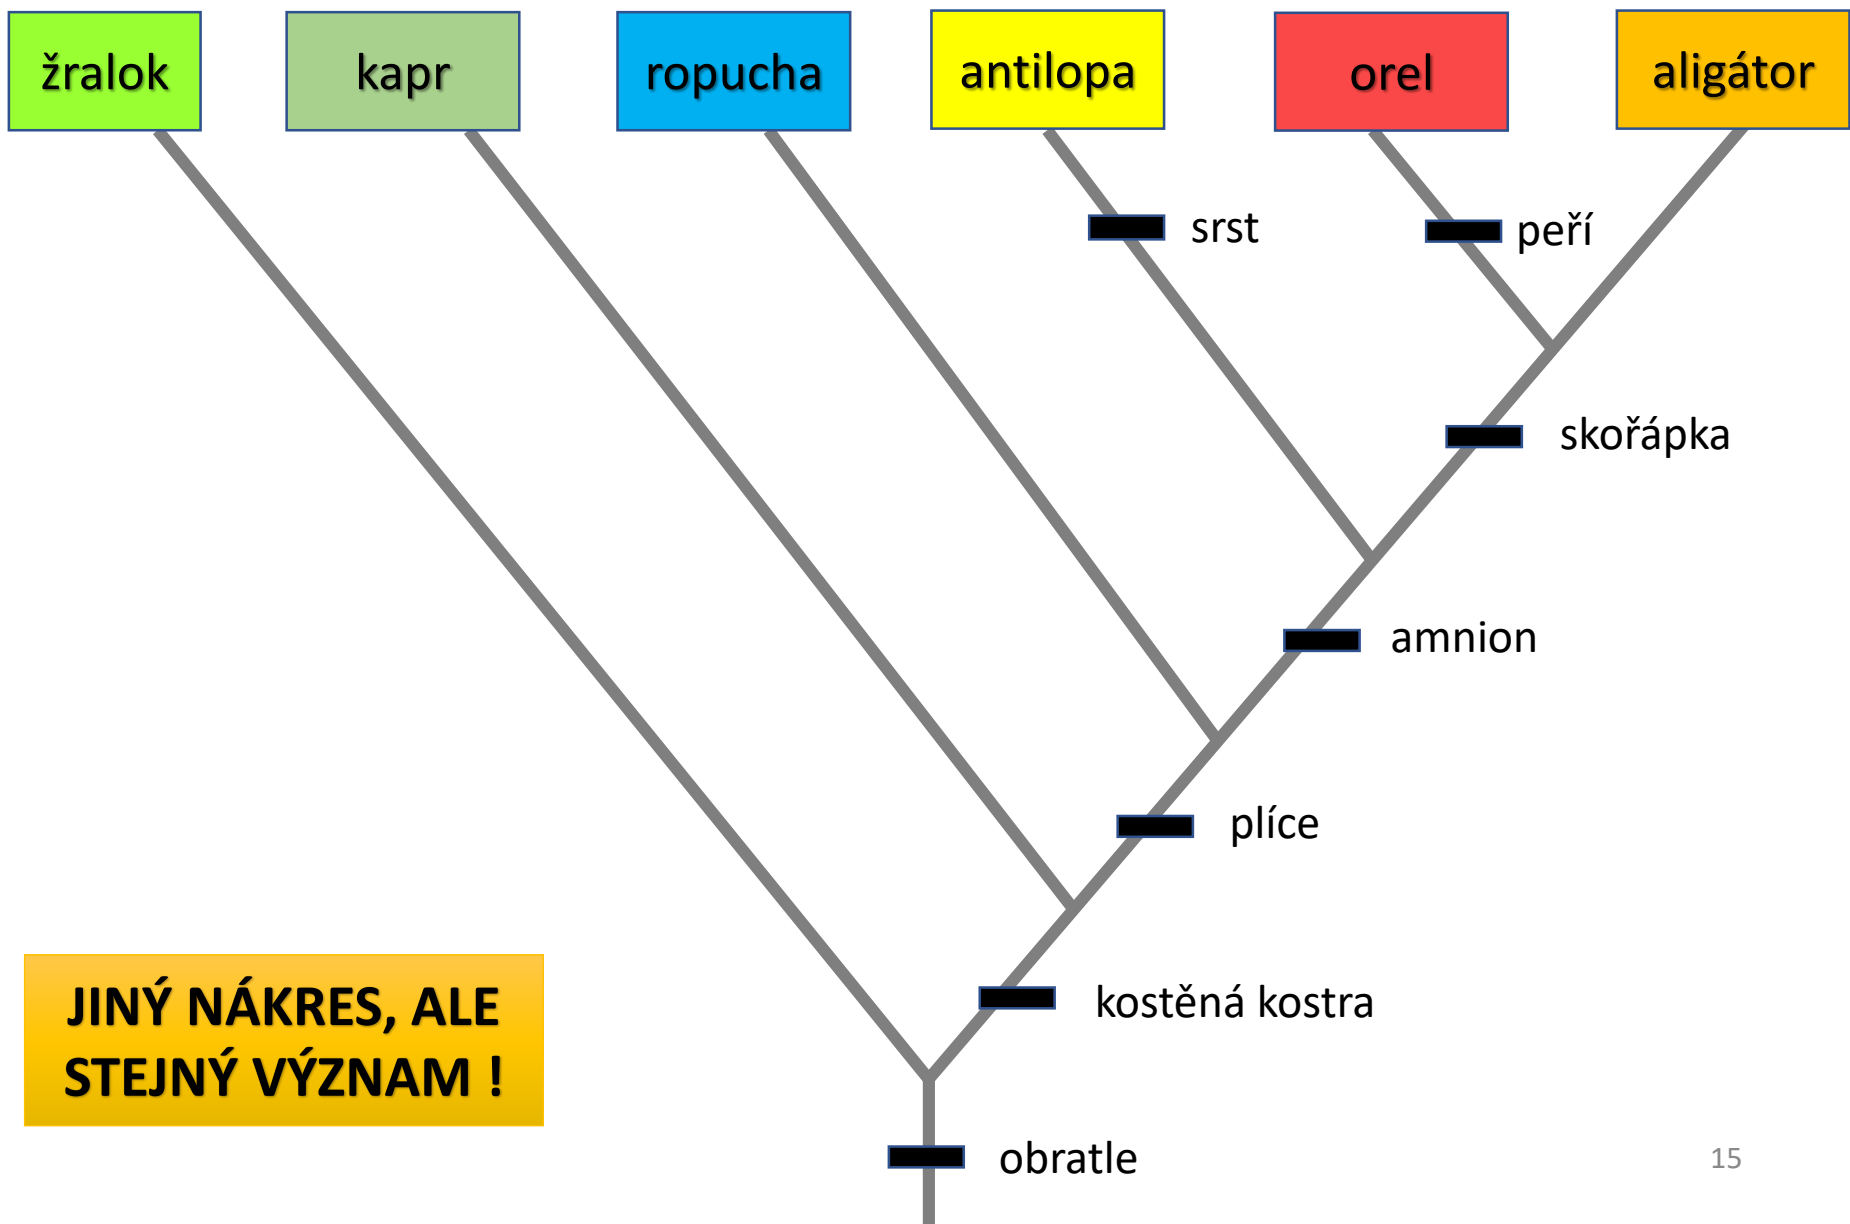 žralok
kapr
ropucha
antilopa
orel
aligátor
srst
peří
skořápka
amnion
plíce
kostěná kostra
JINÝ NÁKRES, ALE
STEJNÝ VÝZNAM !
obratle
15